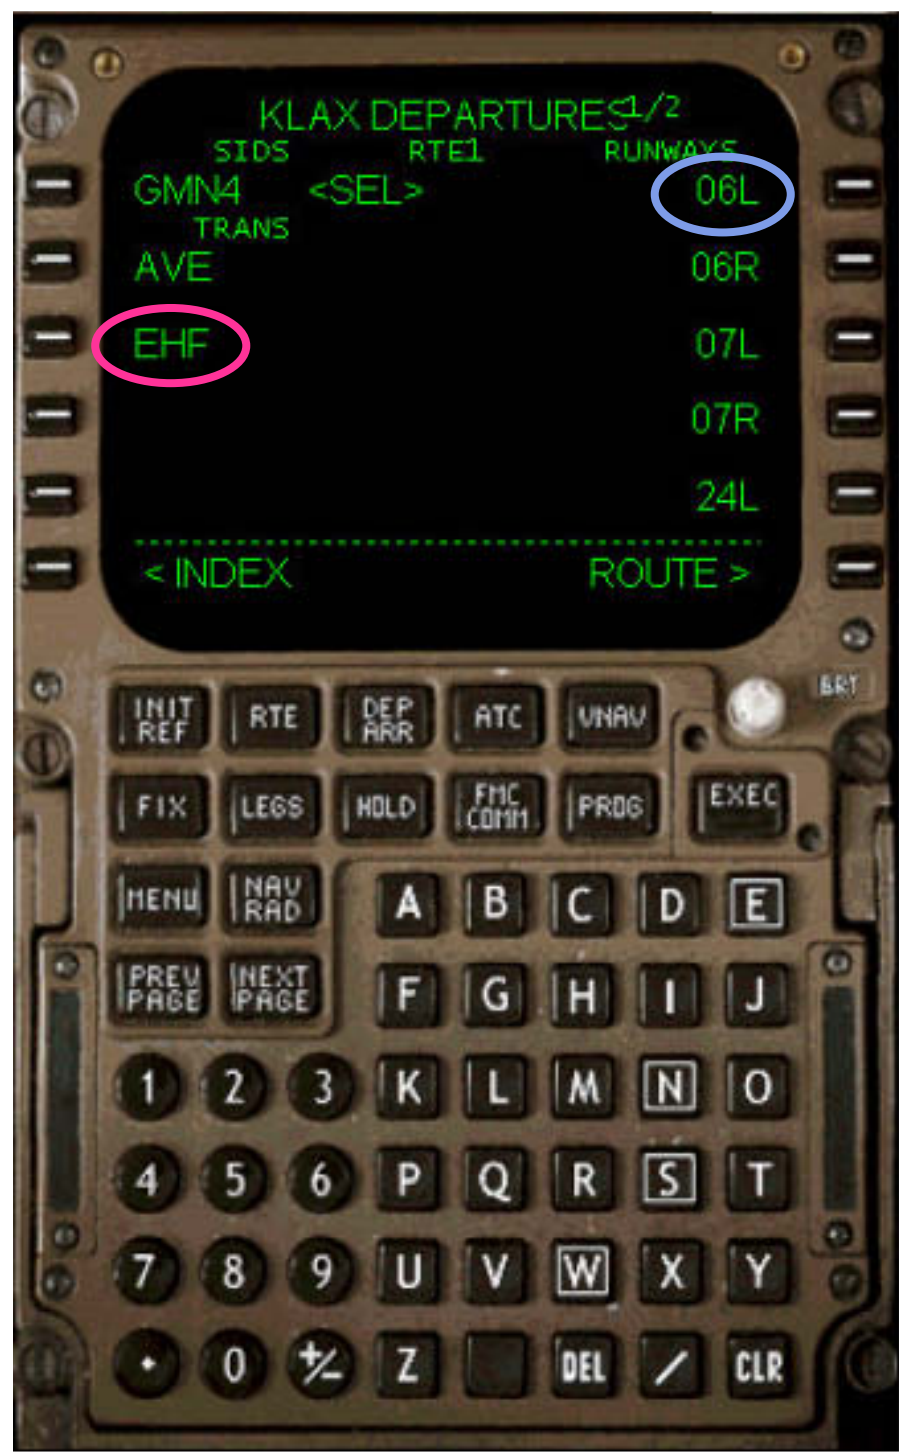 KLAX DEPARTURES 1/2
SIDS RTE1 RUNWAYS
GMN4 <SEL> 06L
TRANS
AVE 06R
EHF 07L
07R
24L
< INDEX ROUTE >
BRT
INIT REF RTE DEP ARR ATC VNAV
FIX LEGS HOLD FMC COMM PROG EXEC
MENU NAV RAD A B C D E
PREV PAGE NEXT PAGE F G H I J
1 2 3 K L M N O
4 5 6 P Q R S T
7 8 9 U V W X Y
. 0 +/- Z DEL / CLR